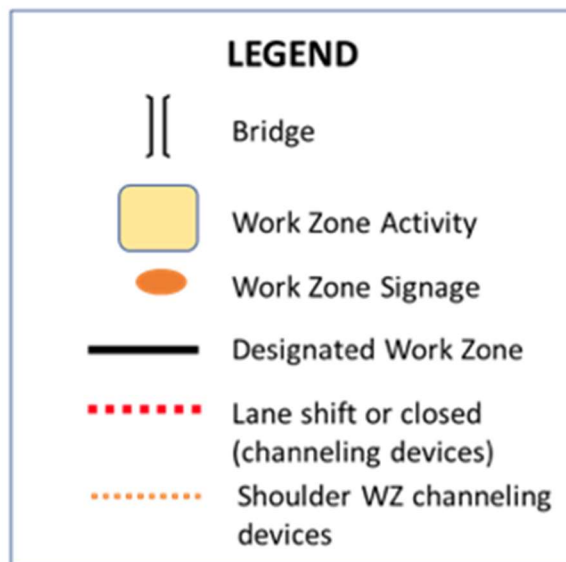 LEGEND
Bridge
Work Zone Activity
Work Zone Signage
Designated Work Zone
Lane shift or closed
(channeling devices)
Shoulder WZ channeling
devices